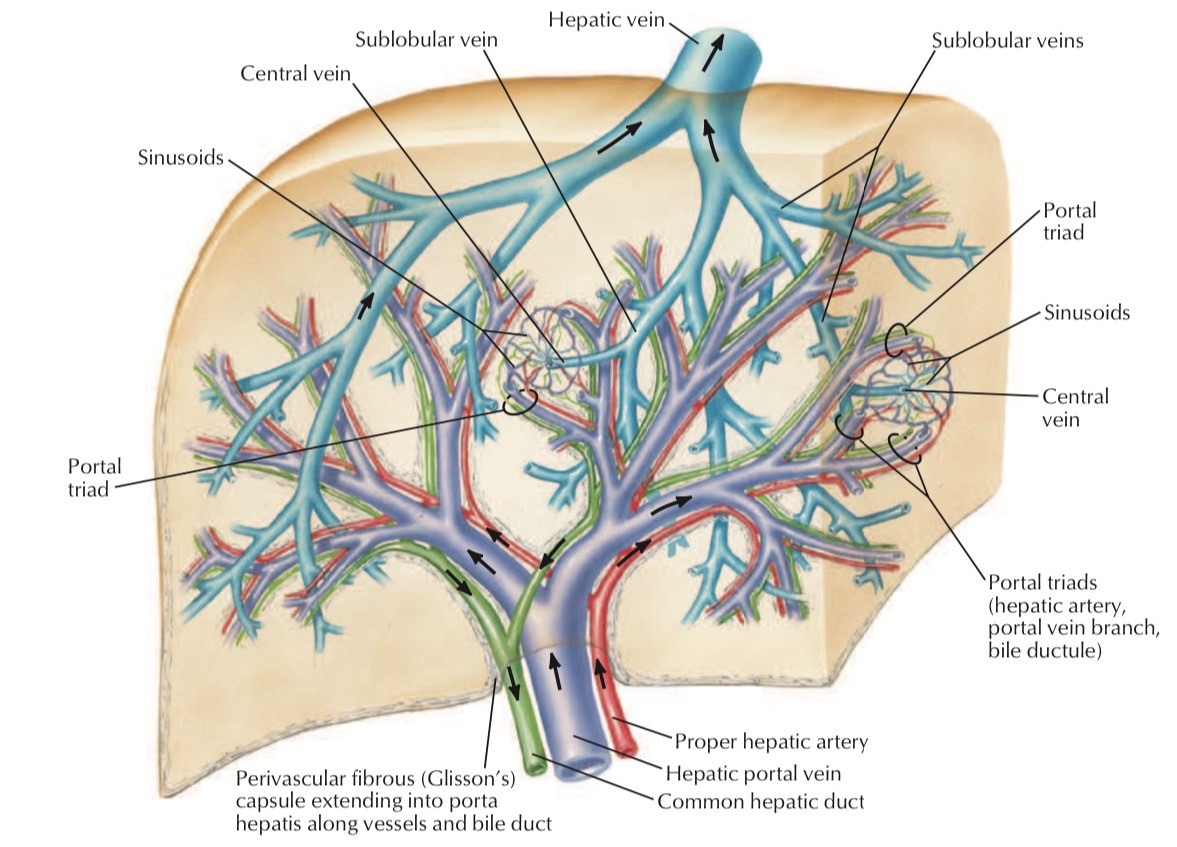 Hepatic vein
Sublobular vein
Sublobular veins
Central vein
Sinusoids
Portal
triad
Sinusoids
Central
vein
Portal
triad
Portal triads
(hepatic artery,
portal vein branch,
bile ductule)
Proper hepatic artery
Hepatic portal vein
Common hepatic duct
Perivascular fibrous (Glisson's)
capsule extending into porta
hepatis along vessels and bile duct